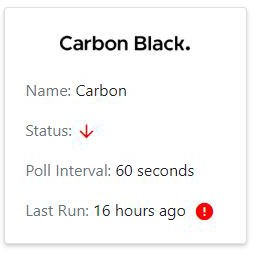 Carbon Black.
Name: Carbon
Status:
Poll Interval: 60 seconds
Last Run: 16 hours ago